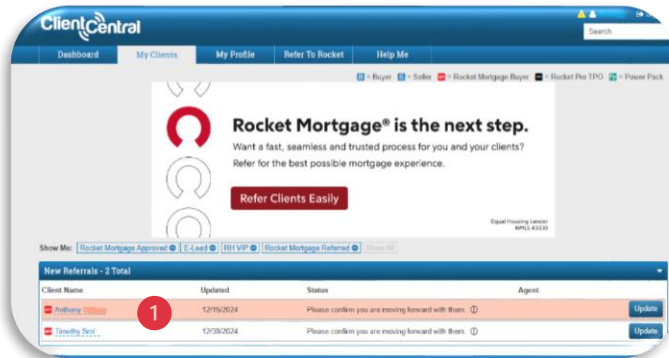 ClientCentral
Search
Dashboard My Clients My Profile Refer To Rocket Help Me
= Buyer = Seller = Rocket Mortgage Buyer = Rocket Pro TPO = Power Pack
Rocket Mortgage® is the next step.
Want a fast, seamless and trusted process for you and your clients?
Refer for the best possible mortgage experience.
Refer Clients Easily
Equal Housing Lender
NMLS #3030
Show Me: Rocket Mortgage Approved E-Lead RH VIP Rocket Mortgage Referred Show All
New Referrals - 2 Total
Client Name Updated Status Agent
Anthony 1 12/15/2024 Please confirm you are moving forward with them. Update
Timothy 12/30/2024 Please confirm you are moving forward with them. Update